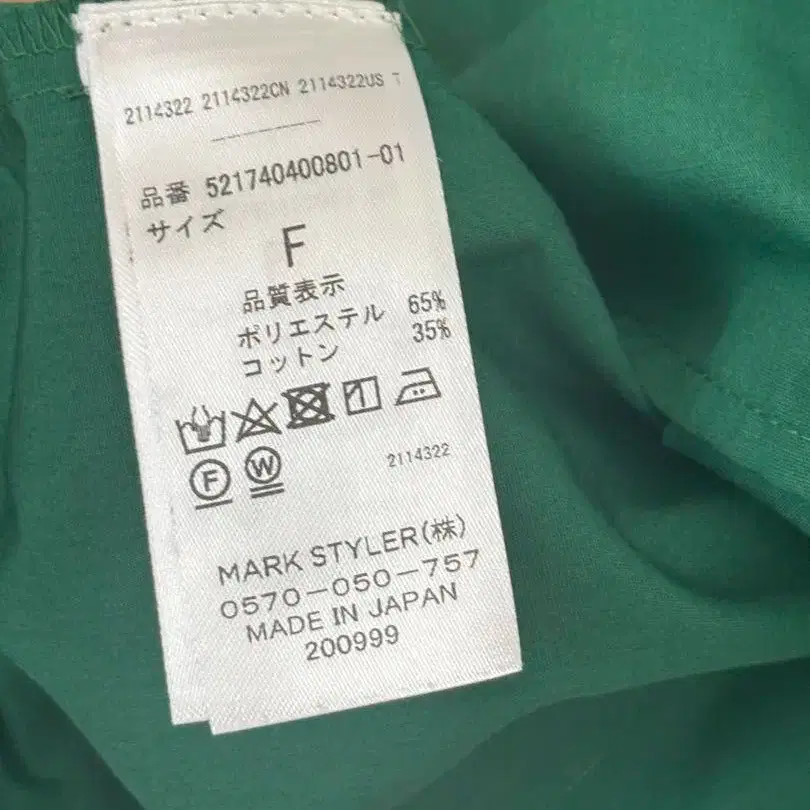 2114322 2114322CN 2114322US T
品番 521740400801-01
サイズ
F
品質表示
ポリエステル 65%
コットン 35%
F W
2114322
MARK STYLER(株)
0570-050-757
MADE IN JAPAN
200999